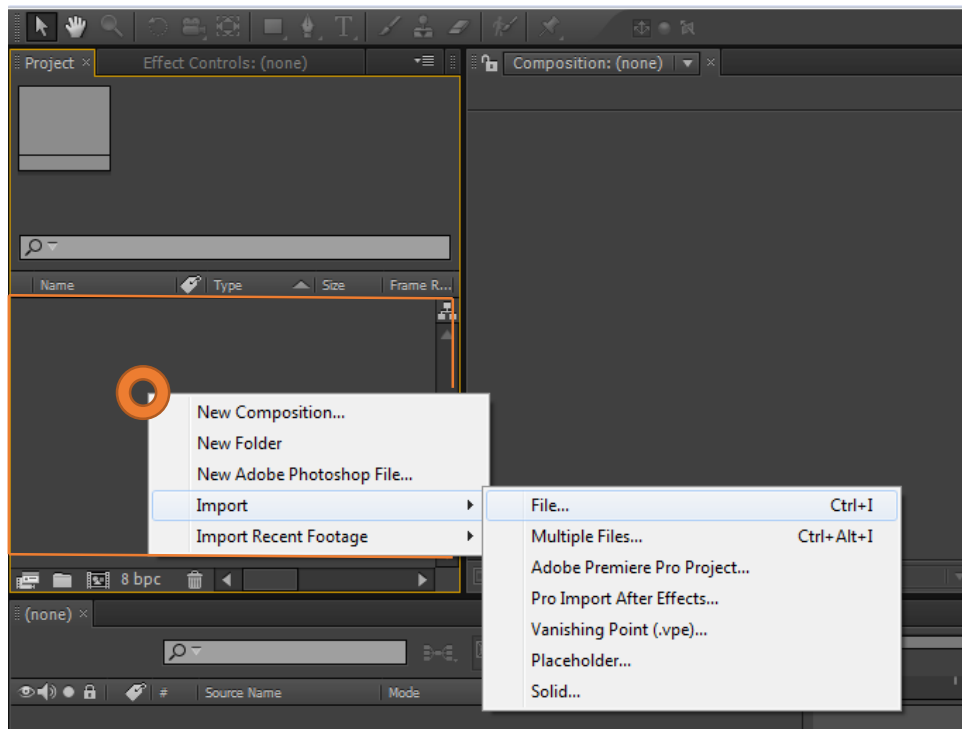 T
Project ×
Effect Controls: (none)
Composition: (none)
×
Name
Type
Size
Frame R...
New Composition...
New Folder
New Adobe Photoshop File...
Import
Import Recent Footage
File... Ctrl+I
Multiple Files... Ctrl+Alt+I
Adobe Premiere Pro Project...
Pro Import After Effects...
Vanishing Point (.vpe)...
Placeholder...
Solid...
8 bpc
(none) ×
#
Source Name
Mode